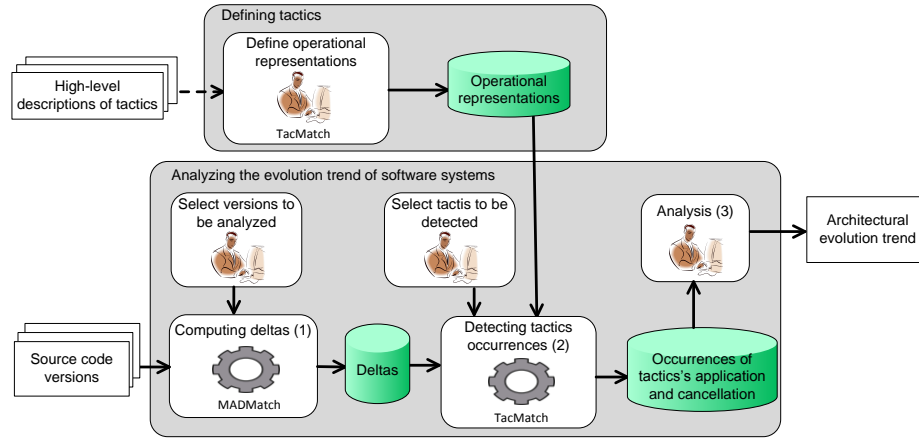 Defining tactics
Define operational
representations
TacMatch
High-level
descriptions of tactics
Operational
representations
Analyzing the evolution trend of software systems
Select versions to
be analyzed
Select tactis to be
detected
Analysis (3)
Architectural
evolution trend
Source code
versions
Computing deltas (1)
MADMatch
Deltas
Detecting tactics
occurrences (2)
TacMatch
Occurrences of
tactics's application
and cancellation